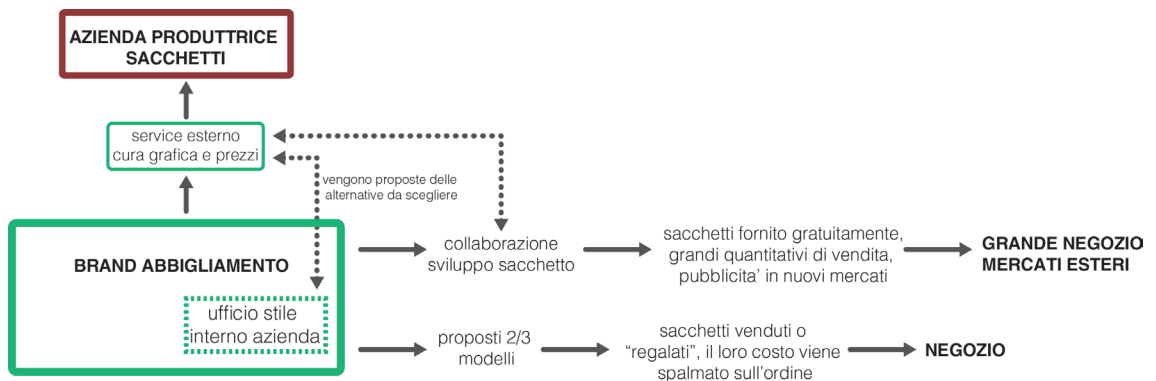 AZIENDA PRODUTTRICE
SACCHETTI
service esterno
cura grafica e prezzi
vengono proposte delle
alternative da scegliere
BRAND ABBIGLIAMENTO
ufficio stile
interno azienda
collaborazione
sviluppo sacchetto
sacchetti fornito gratuitamente,
grandi quantitativi di vendita,
pubblicita' in nuovi mercati
GRANDE NEGOZIO
MERCATI ESTERI
proposti 2/3
modelli
sacchetti venduti o
“regalati”, il loro costo viene
spalmato sull'ordine
NEGOZIO